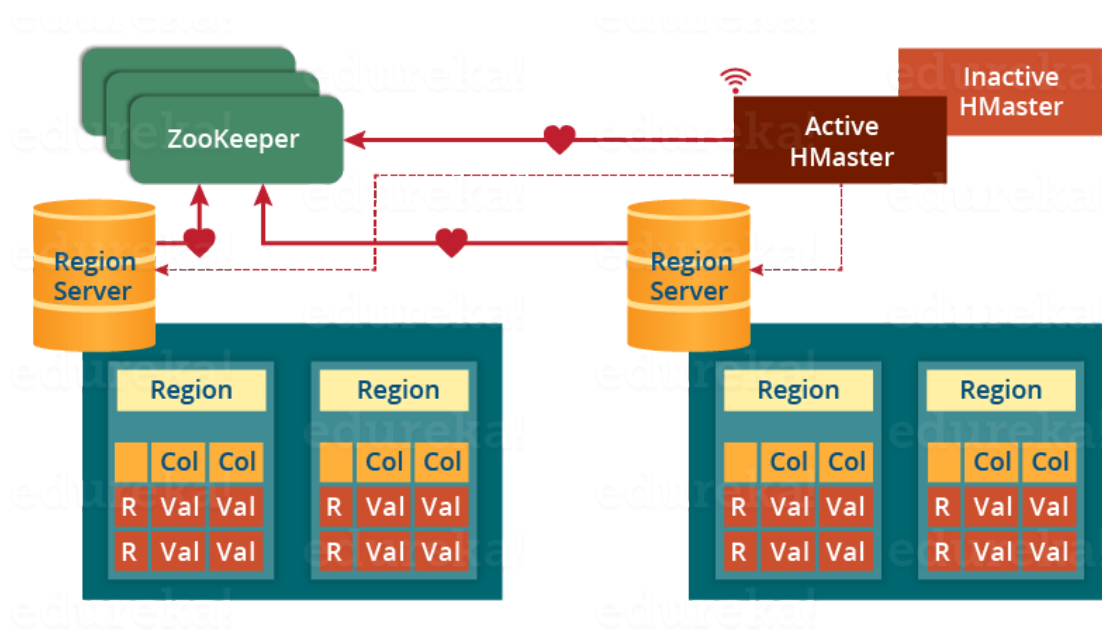 ZooKeeper
Active
HMaster
Inactive
HMaster
Region
Server
Region
Server
Region
Col Col
R Val Val
R Val Val
Region
Col Col
R Val Val
R Val Val
Region
Col Col
R Val Val
R Val Val
Region
Col Col
R Val Val
R Val Val
edureka!